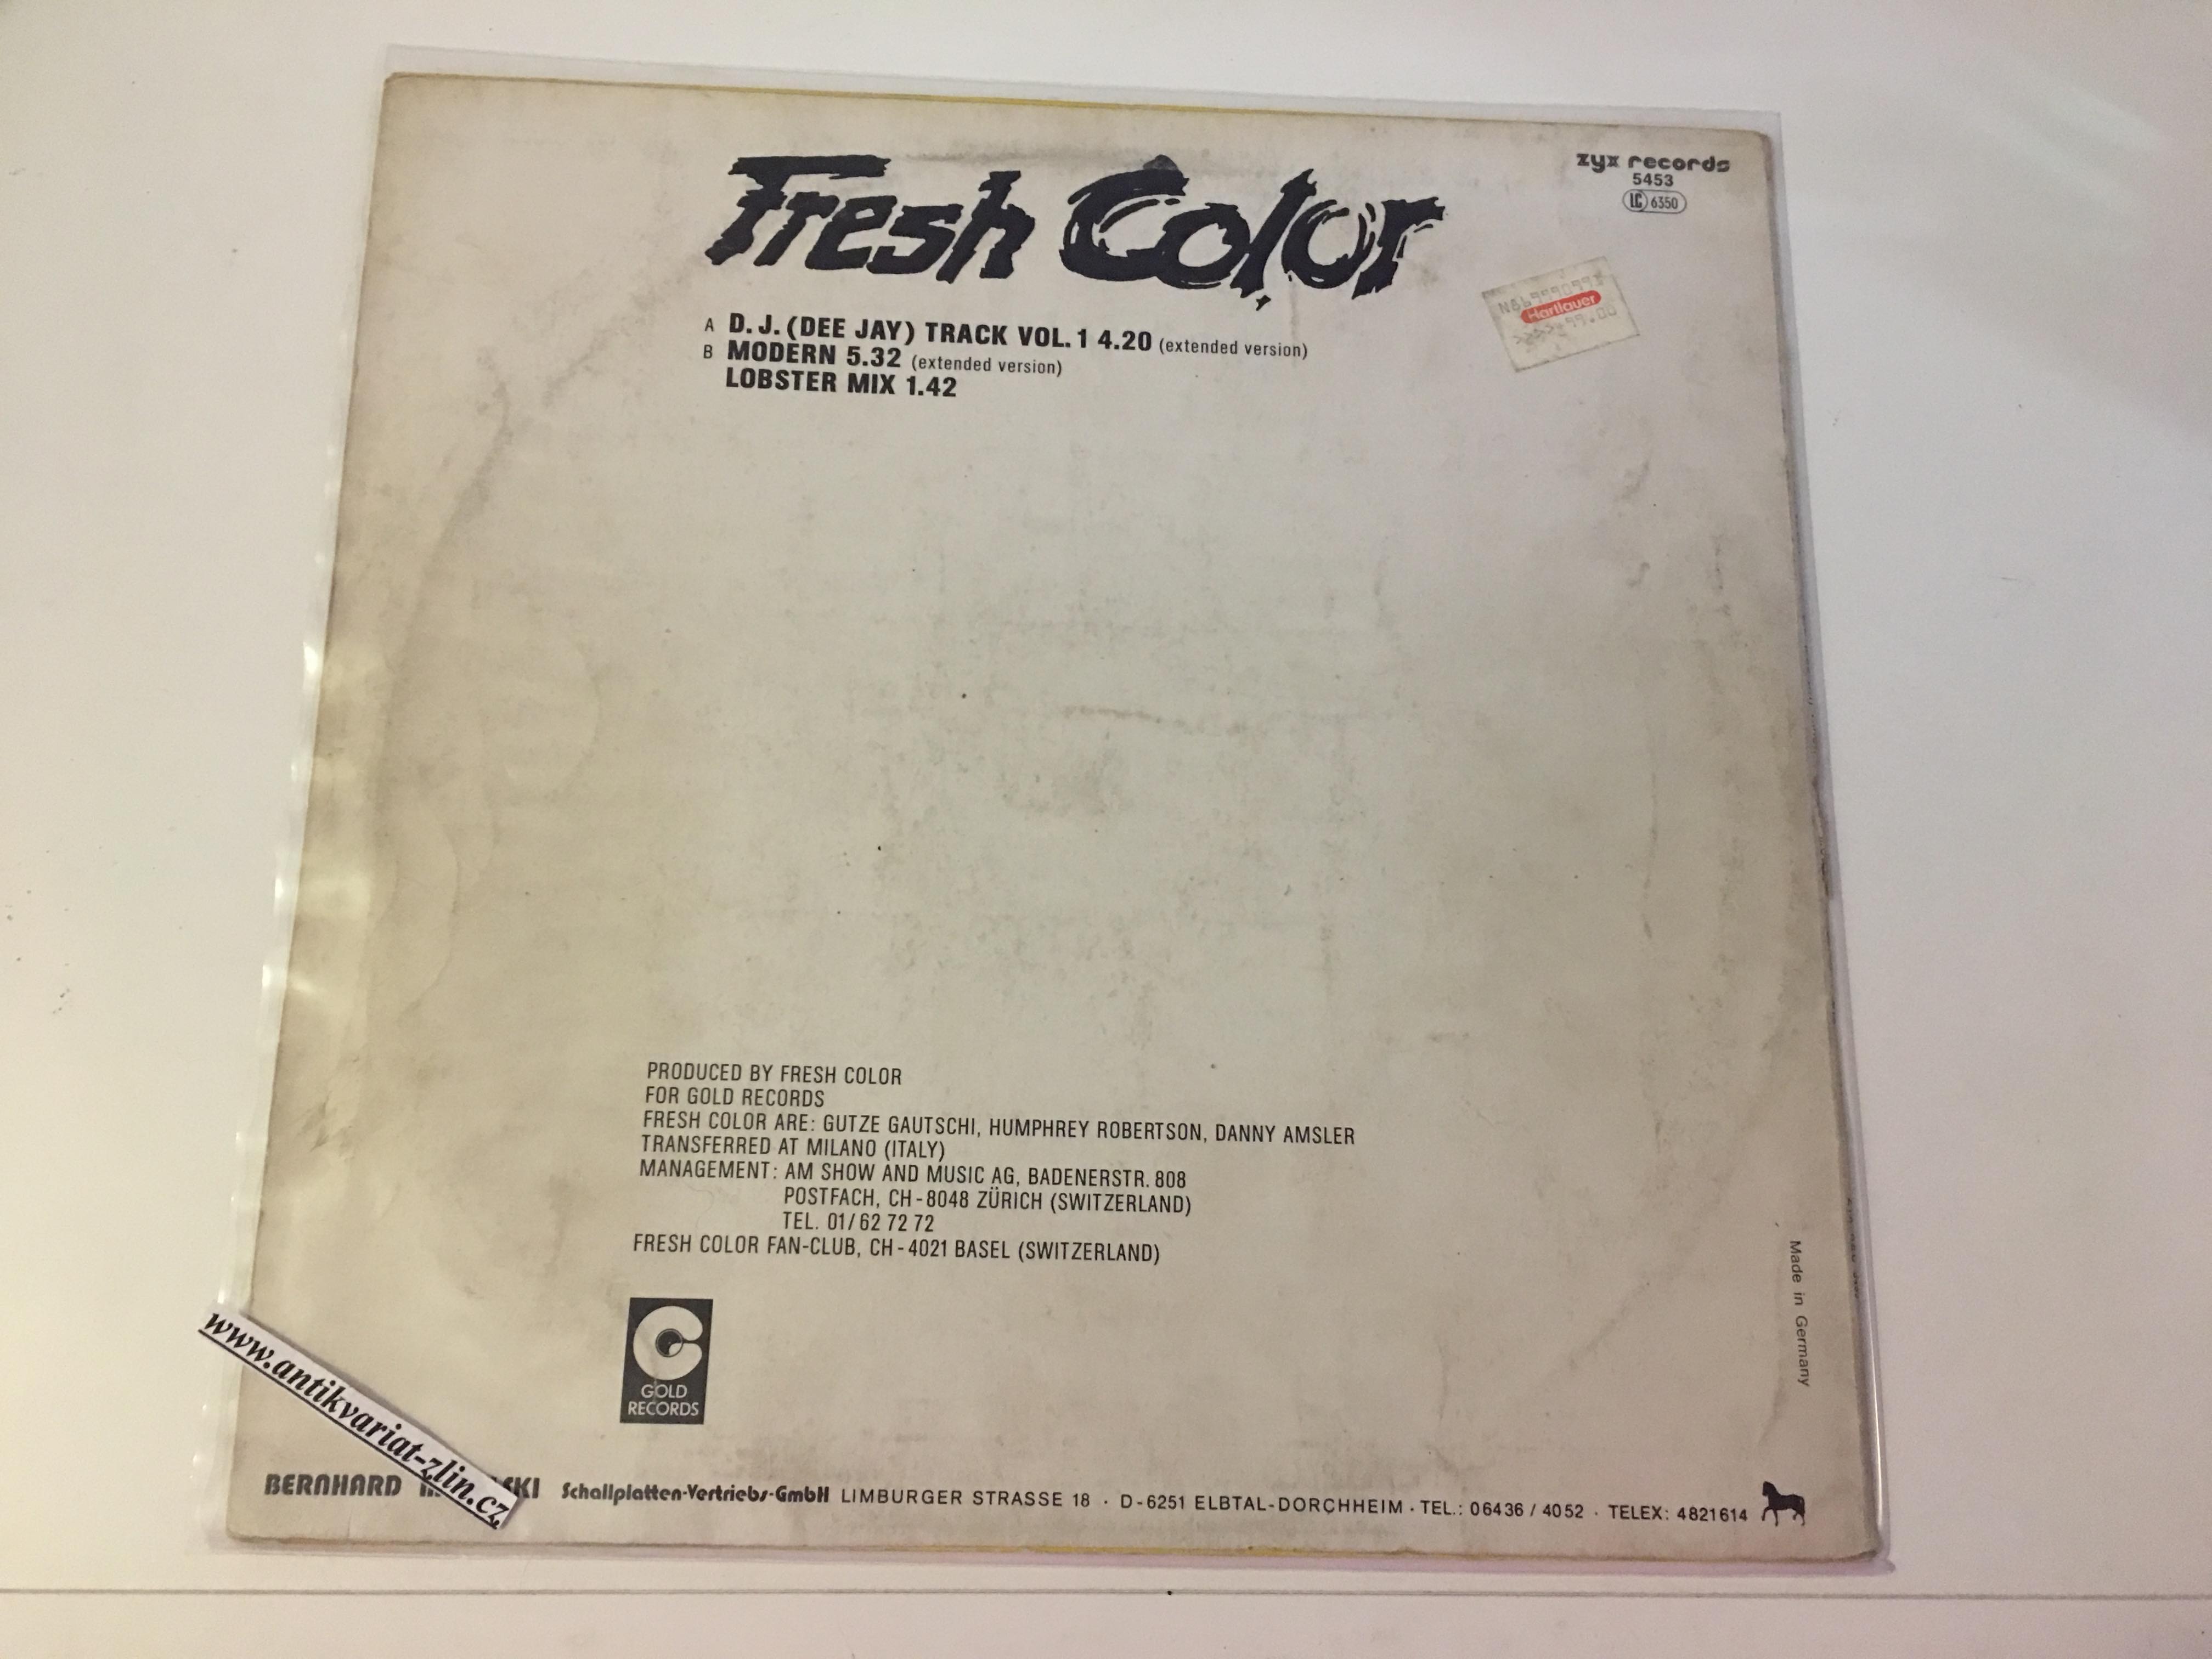 Fresh Color
zyx records
5453
LC 6350
Hartlauer
A D. J. (DEE JAY) TRACK VOL. 1 4.20 (extended version)
B MODERN 5.32 (extended version)
LOBSTER MIX 1.42
PRODUCED BY FRESH COLOR
FOR GOLD RECORDS
FRESH COLOR ARE: GUTZE GAUTSCHI, HUMPHREY ROBERTSON, DANNY AMSLER
TRANSFERRED AT MILANO (ITALY)
MANAGEMENT: AM SHOW AND MUSIC AG, BADENERSTR. 808
POSTFACH, CH-8048 ZÜRICH (SWITZERLAND)
TEL. 01/62 72 72
FRESH COLOR FAN-CLUB, CH-4021 BASEL (SWITZERLAND)
Made in Germany
GOLD
RECORDS
www.antikvariat-zlin.cz
BERNHARD Schallplatten-Vertriebs-GmbH LIMBURGER STRASSE 18 · D-6251 ELBTAL-DORCHHEIM · TEL.: 06436 / 4052 · TELEX: 4821614